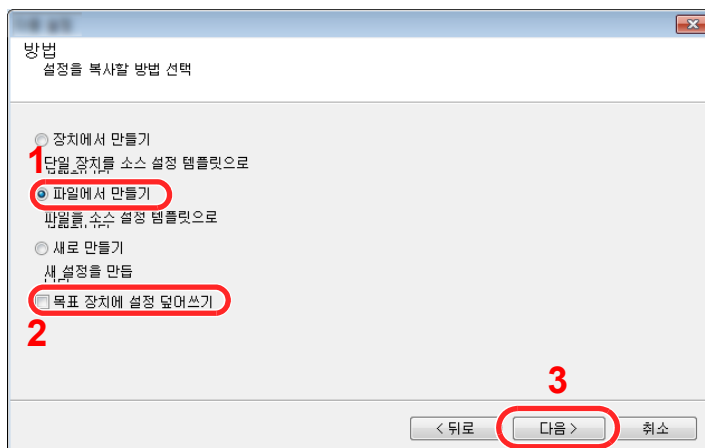 방법
설정을 복사할 방법 선택
장치에서 만들기
1
단일 장치를 소스 설정 템플릿으로
파일에서 만들기
파일을 소스 설정 템플릿으로
새로 만들기
새 설정을 만듭
목표 장치에 설정 덮어쓰기
2
3
< 뒤로
다음 >
취소